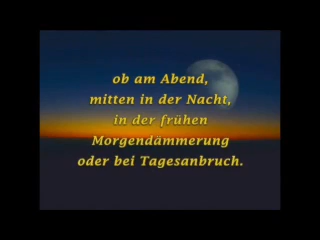 ob am Abend,
mitten in der Nacht,
in der frühen
Morgendämmerung
oder bei Tagesanbruch.